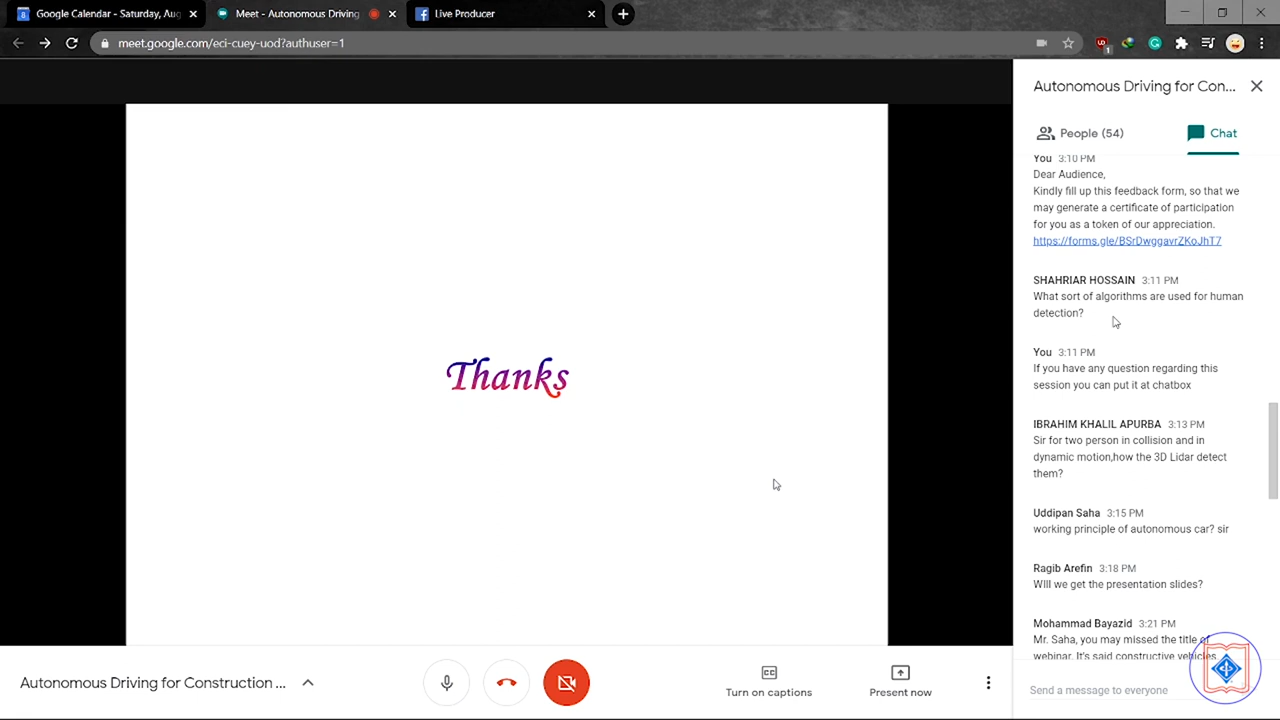 Google Calendar - Saturday, Aug
Meet - Autonomous Driving
Live Producer
meet.google.com/eci-cuey-uod?authuser=1
Autonomous Driving for Con...
People (54)
Chat
You 3:10 PM
Dear Audience,
Kindly fill up this feedback form, so that we
may generate a certificate of participation
for you as a token of our appreciation.
https://forms.gle/BSrDwggavrZKoJhT7
SHAHRIAR HOSSAIN 3:11 PM
What sort of algorithms are used for human
detection?
You 3:11 PM
If you have any question regarding this
session you can put it at chatbox
IBRAHIM KHALIL APURBA 3:13 PM
Sir for two person in collision and in
dynamic motion,how the 3D Lidar detect
them?
Uddipan Saha 3:15 PM
working principle of autonomous car? sir
Ragib Arefin 3:18 PM
WIll we get the presentation slides?
Mohammad Bayazid 3:21 PM
Mr. Saha, you may missed the title of
webinar. It's said constructive vehicles
Send a message to everyone
Thanks
Autonomous Driving for Construction ...
Turn on captions
Present now